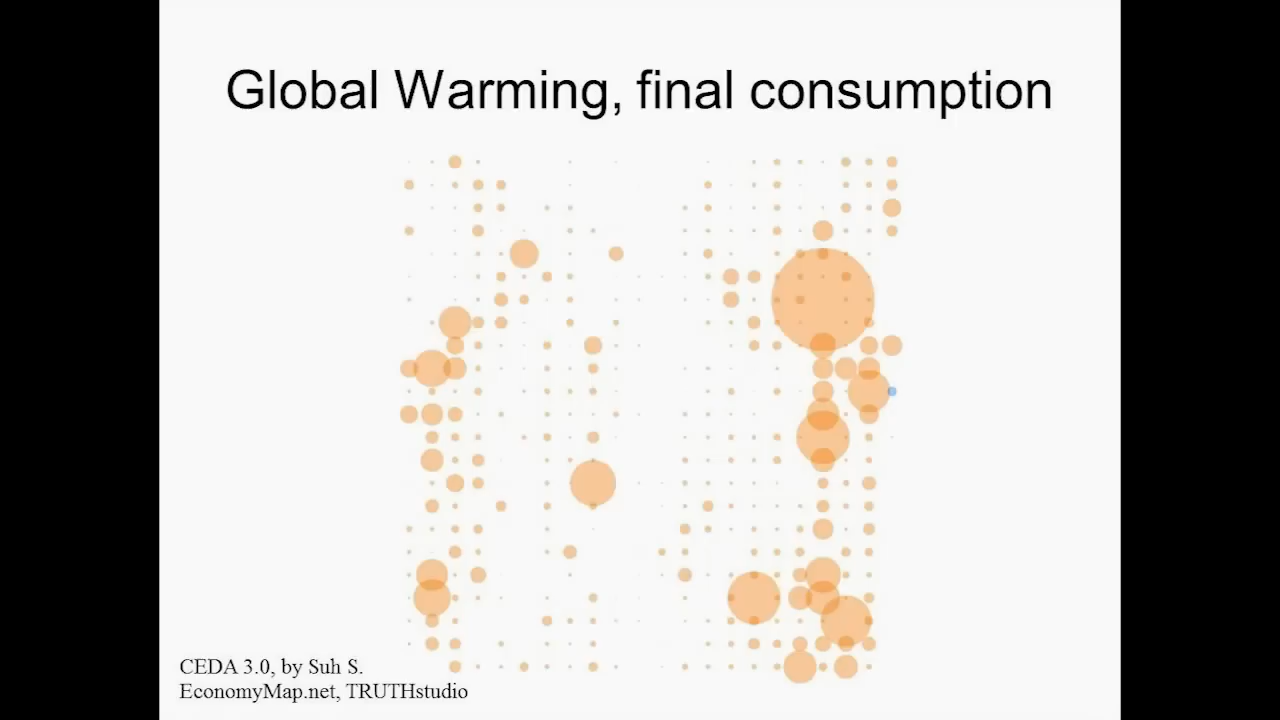 Global Warming, final consumption
CEDA 3.0, by Suh S.
EconomyMap.net, TRUTHstudio